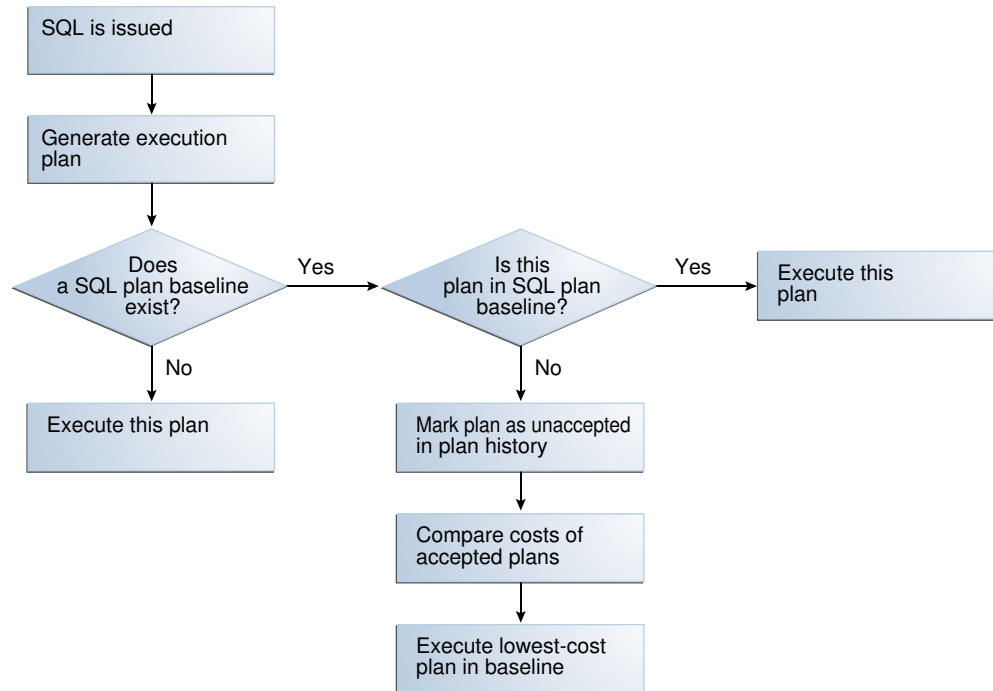 SQL is issued
Generate execution
plan
Does
a SQL plan baseline
exist?
Yes
Is this
plan in SQL plan
baseline?
Yes
Execute this
plan
No
Execute this plan
No
Mark plan as unaccepted
in plan history
Compare costs of
accepted plans
Execute lowest-cost
plan in baseline